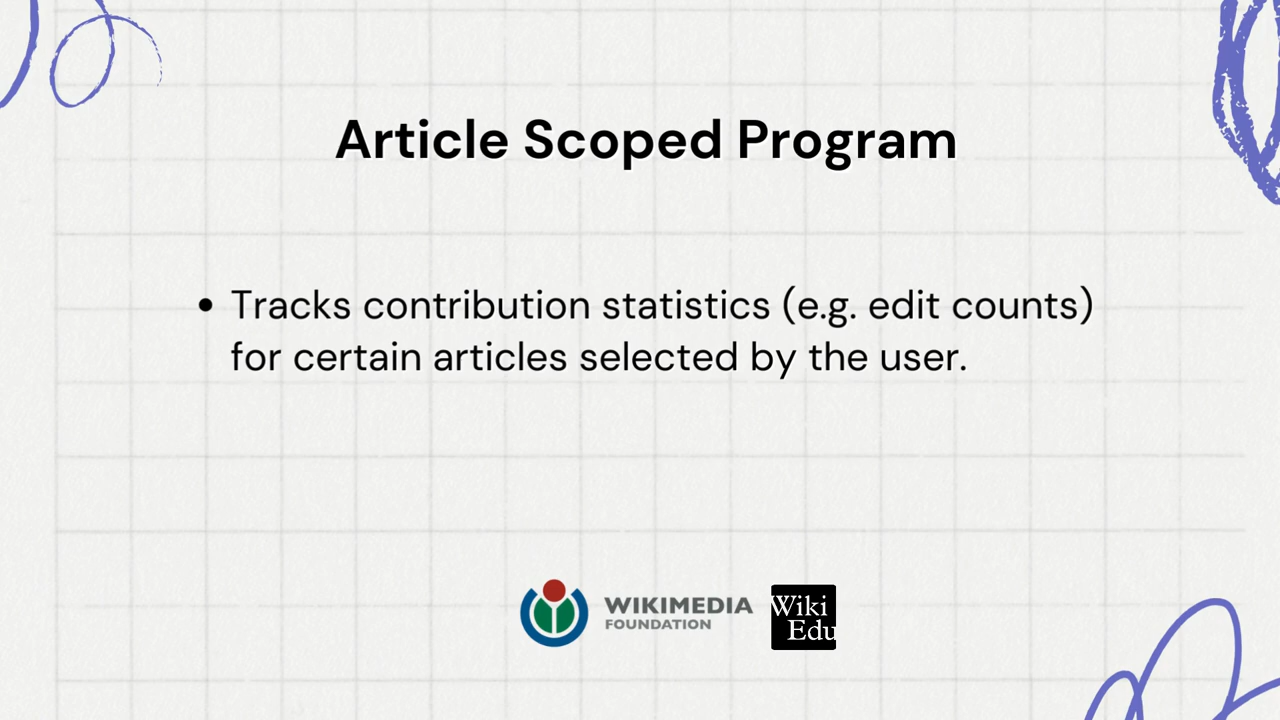 Article Scoped Program
• Tracks contribution statistics (e.g. edit counts)
for certain articles selected by the user.
WIKIMEDIA
FOUNDATION
Wiki
Edu